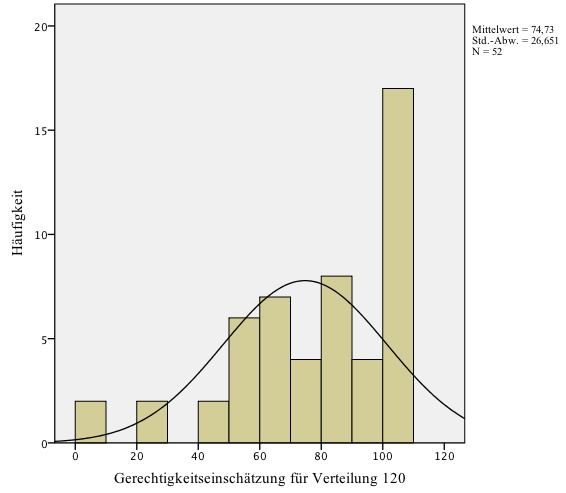 Mittelwert = 74,73
Std.-Abw. = 26,651
N = 52
Häufigkeit
20
15
10
5
0
0 20 40 60 80 100 120
Gerechtigkeitseinschätzung für Verteilung 120